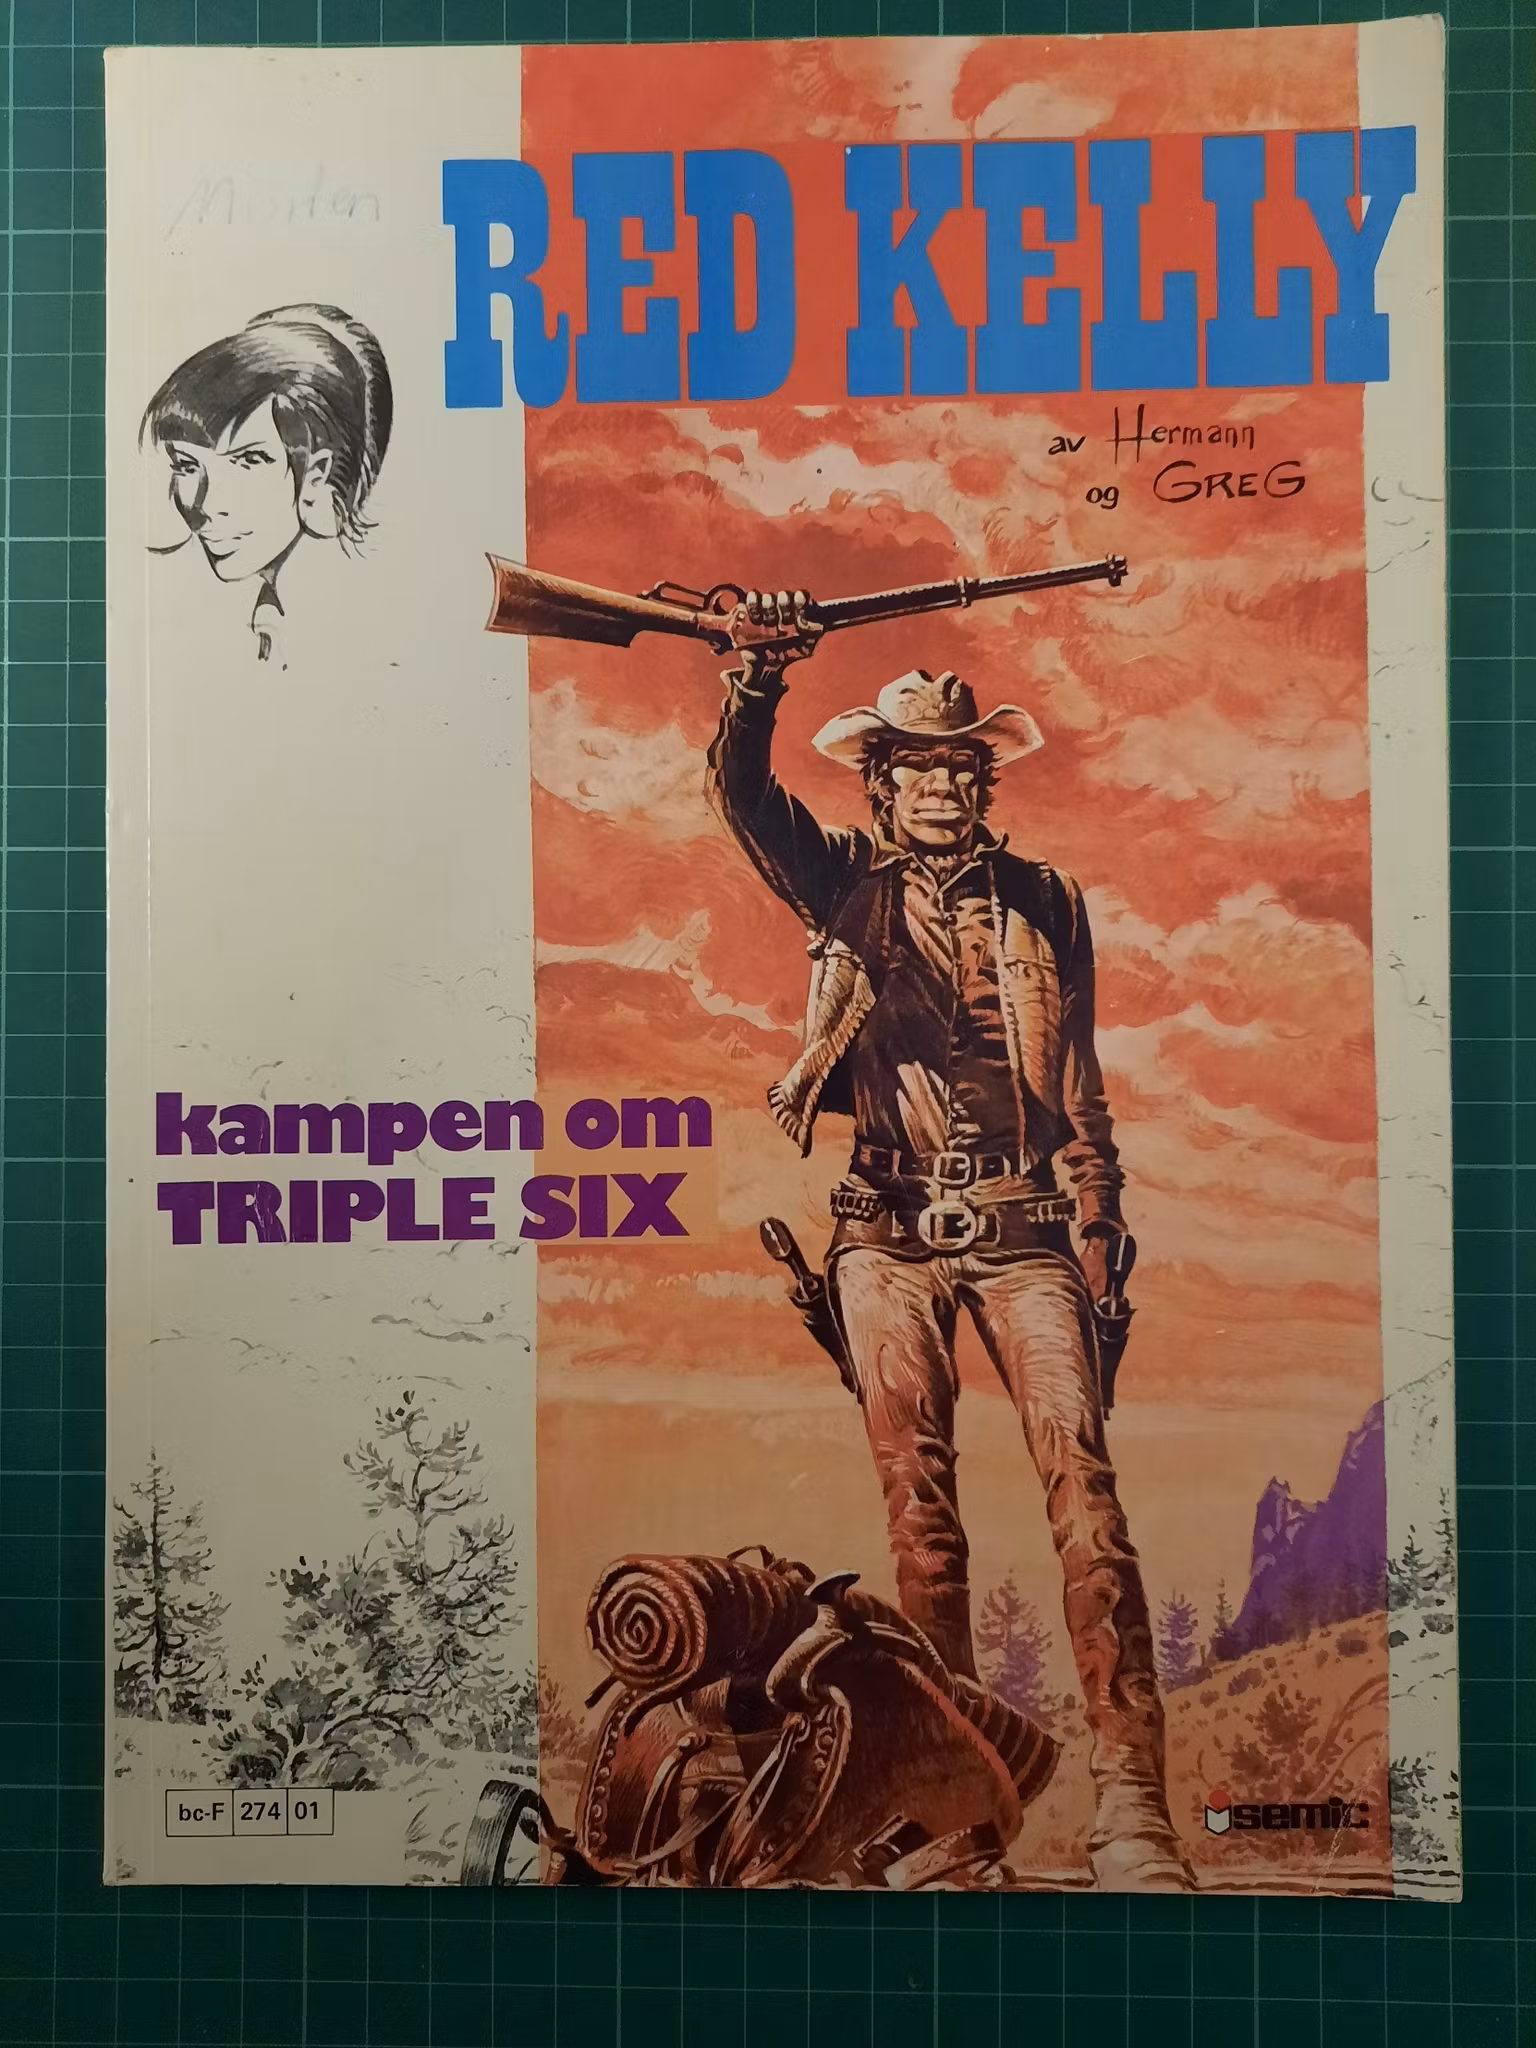 RED KELLY
av Hermann
og GREG
kampen om
TRIPLE SIX
bc-F 274 01
semic